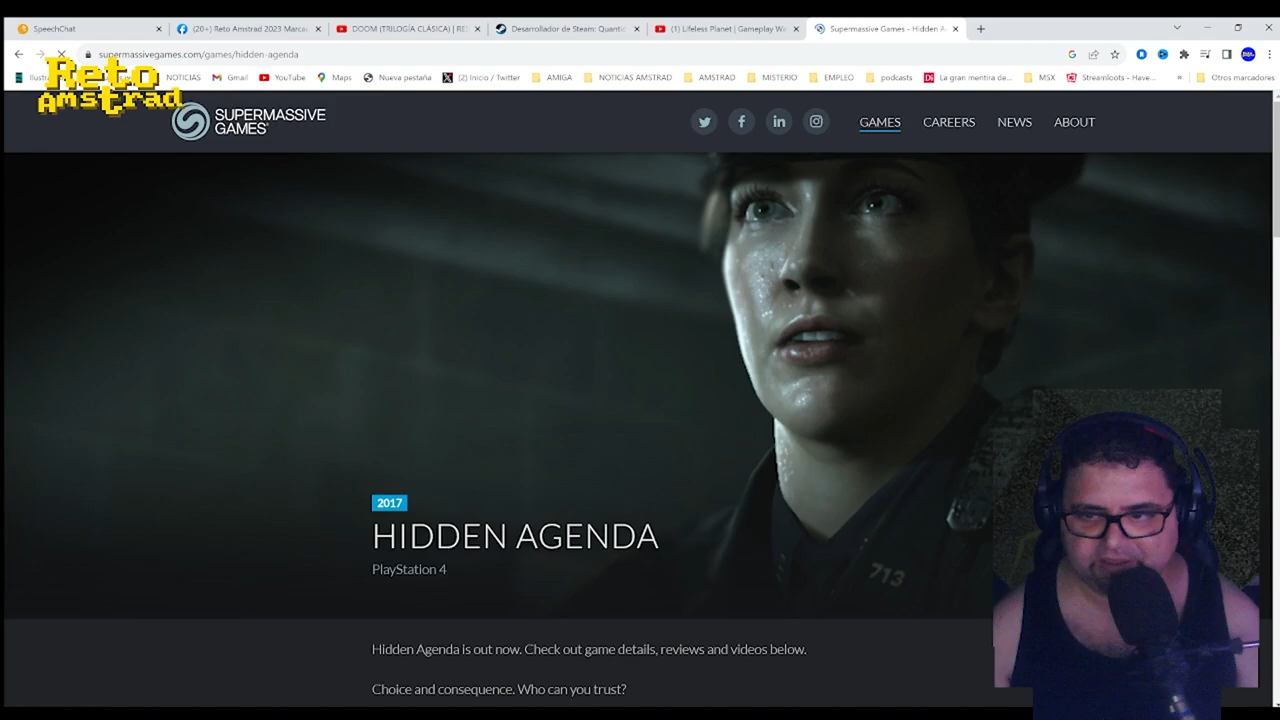 SpeechChat
(20+) Reto Amstrad 2023 Marce
DOOM (TRILOGÍA CLÁSICA) | RE
Desarrollador de Steam: Quantic
(1) Lifeless Planet | Gameplay Wa
Supermassive Games - Hidden A
supermassivegames.com/games/hidden-agenda
NOTICIAS
Gmail
YouTube
Maps
Nueva pestaña
(2) Inicio / Twitter
AMIGA
NOTICIAS AMSTRAD
AMSTRAD
MISTERIO
EMPLEO
podcasts
La gran mentira de...
MSX
Streamloots - Have...
Otros marcadores
Reto
Amstrad
SUPERMASSIVE
GAMES
GAMES
CAREERS
NEWS
ABOUT
713
2017
HIDDEN AGENDA
PlayStation 4
Hidden Agenda is out now. Check out game details, reviews and videos below.
Choice and consequence. Who can you trust?